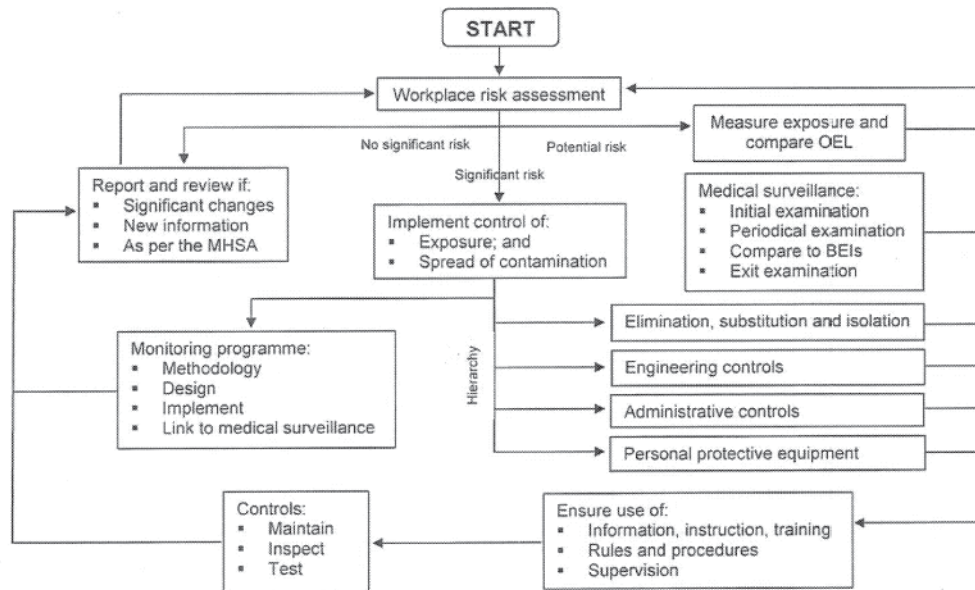 START
Workplace risk assessment
Measure exposure and
compare OEL
No significant risk
Potential risk
Significant risk
Report and review if:
▪ Significant changes
▪ New information
▪ As per the MHSA
Implement control of:
▪ Exposure; and
▪ Spread of contamination
Medical surveillance:
▪ Initial examination
▪ Periodical examination
▪ Compare to BEIs
▪ Exit examination
Monitoring programme:
▪ Methodology
▪ Design
▪ Implement
▪ Link to medical surveillance
Hierarchy
Elimination, substitution and isolation
Engineering controls
Administrative controls
Personal protective equipment
Controls:
▪ Maintain
▪ Inspect
▪ Test
Ensure use of:
▪ Information, instruction, training
▪ Rules and procedures
▪ Supervision